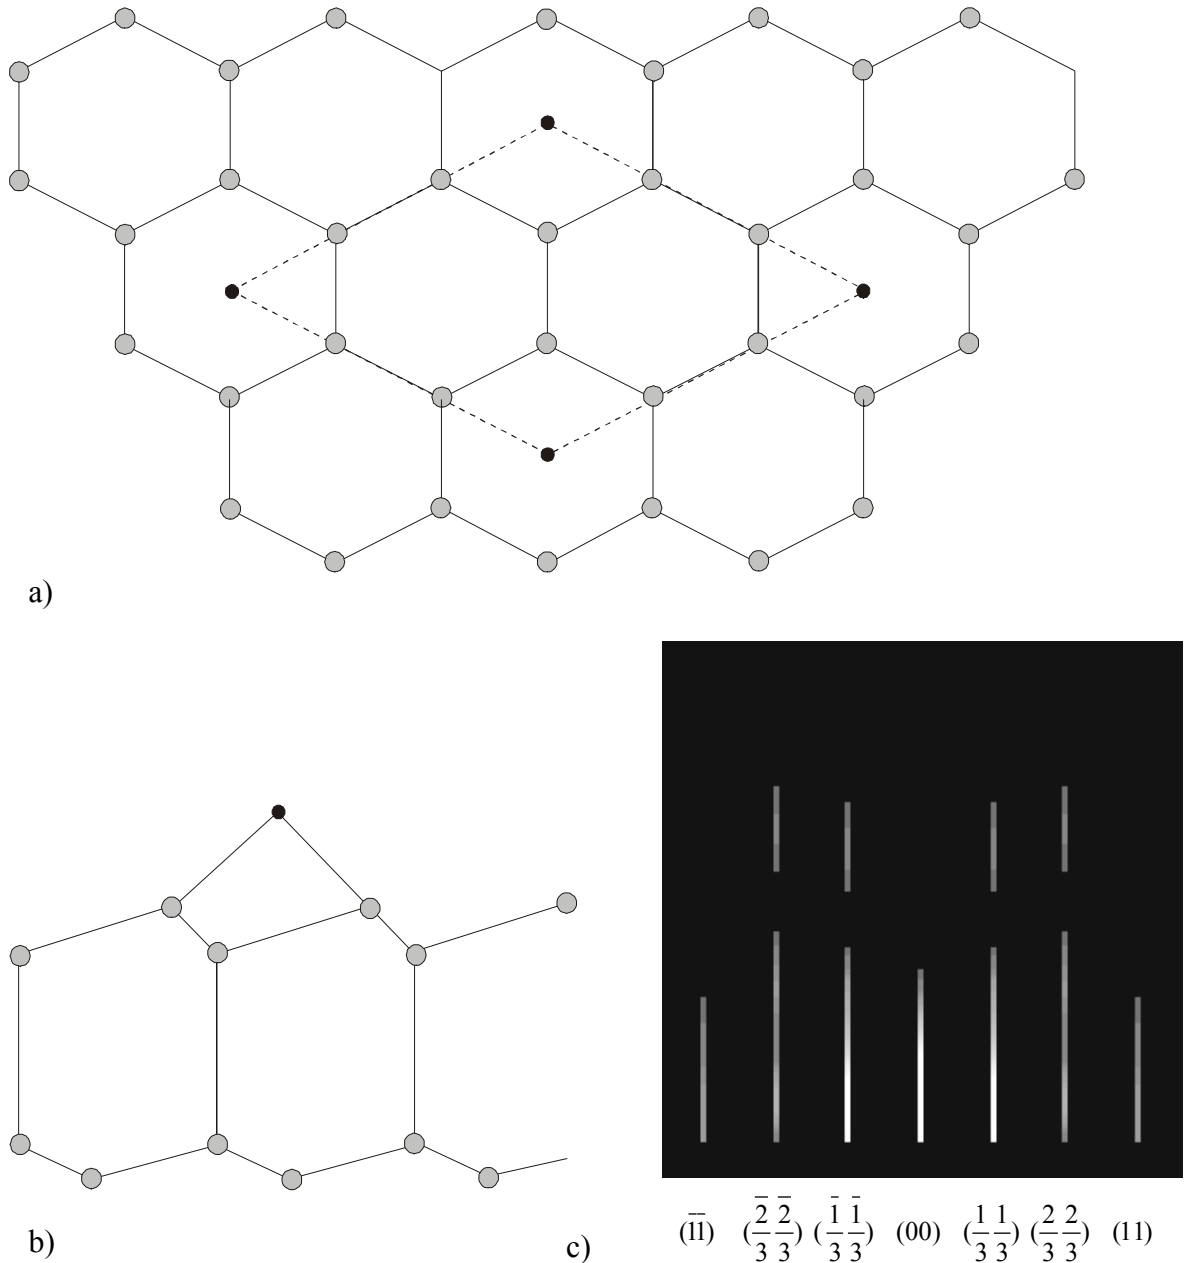 a)
b)
c)
(1̅1̅) (2̅/3 2̅/3) (1̅/3 1̅/3) (00) (1/3 1/3) (2/3 2/3) (11)